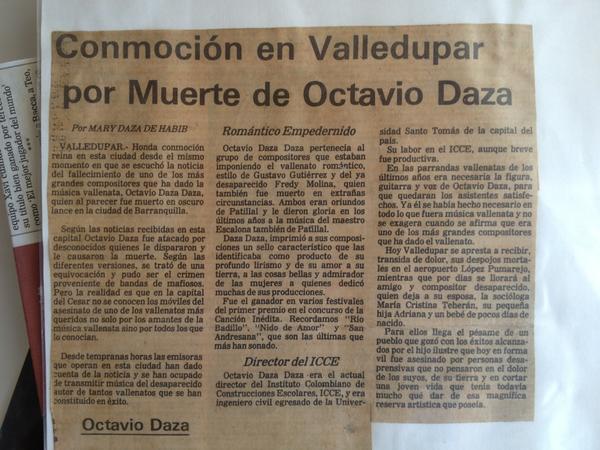 Conmoción en Valledupar
por Muerte de Octavio Daza
Por MARY DAZA DE HABIB
VALLEDUPAR.- Honda conmoción
reina en esta ciudad desde el mismo
momento en que se escuchó la noticia
del fallecimiento de uno de los más
grandes compositores que ha dado la
música vallenata, Octavio Daza Daza,
quien al parecer fue muerto en oscuro
lance en la ciudad de Barranquilla.
Según las noticias recibidas en esta
capital Octavio Daza fue atacado por
desconocidos quienes le dispararon y
le causaron la muerte. Según las
diferentes versiones, se trató de una
equivocación y pudo ser el crimen
preveniente de bandas de mafiosos.
Pero la realidad es que en la capital
del Cesar no se conocen los móviles del
asesinato de uno de los vallenatos más
queridos no solo por los amantes de la
música vallenata sino por todos los que
lo conocían.
Desde tempranas horas las emisoras
que operan en esta ciudad han dado
cuenta de la noticia y se han ocupado
de transmitir música del desaparecido
autor de tantos vallenatos que se han
constituido en éxito.
Octavio Daza
Romántico Empedernido
Octavio Daza Daza pertenecía al
grupo de compositores que estaban
imponiendo el vallenato romántico,
estilo de Gustavo Gutiérrez y del ya
desaparecido Fredy Molina, quien
también fue muerto en extrañas
circunstancias. Ambos eran oriundos
de Patillal y le dieron gloria en los
últimos años a la música del maestro
Escalona también de Patillal.
Daza Daza, imprimió a sus composiciones
un sello característico que las
identificaba como producto de su
profundo lirismo y de su amor a su
tierra, a las cosas bellas y admirador
de las mujeres a quienes dedicó
muchas de sus producciones.
Fue el ganador en varios festivales
del primer premio en el concurso de la
Canción Inédita. Recordamos "Río
Badillo", "Nido de Amor" y "San
Andresana", que son las últimas que
más han sonado.
Director del ICCE
Octavio Daza Daza era el actual
director del Instituto Colombiano de
Construcciones Escolares, ICCE, y era
ingeniero civil egresado de la Univer-
sidad Santo Tomás de la capital del
país.
Su labor en el ICCE, aunque breve
fue productiva.
En las parrandas vallenatas de los
últimos años era necesaria la figura,
guitarra y voz de Octavio Daza, para
que quedaran los asistentes satisfechos.
Ya él se había hecho necesario en
todo lo que fuera música vallenata y no
se exagera cuando se afirma que era
uno de los más grandes compositores
que ha dado el vallenato.
Hoy Valledupar se apresta a recibir,
transida de dolor, sus despojos mortales
en el aeropuerto López Pumarejo,
mientras que por días se llorará al
amigo y compositor desaparecido,
quien deja a su esposa, la socióloga
María Cristina Teherán, su pequeña
hija Adriana y un bebé de pocos días de
nacido.
Para ellos llega el pésame de un
pueblo que gozó con los éxitos alcanzados
por el hijo ilustre que hoy en forma
vil fue asesinado por personas desaprensivas
que no pensaron en el dolor
de los suyos, de su tierra y en cortar
una joven vida que tenía todavía
mucho qué dar de esa magnífica
reserva artística que poseía.